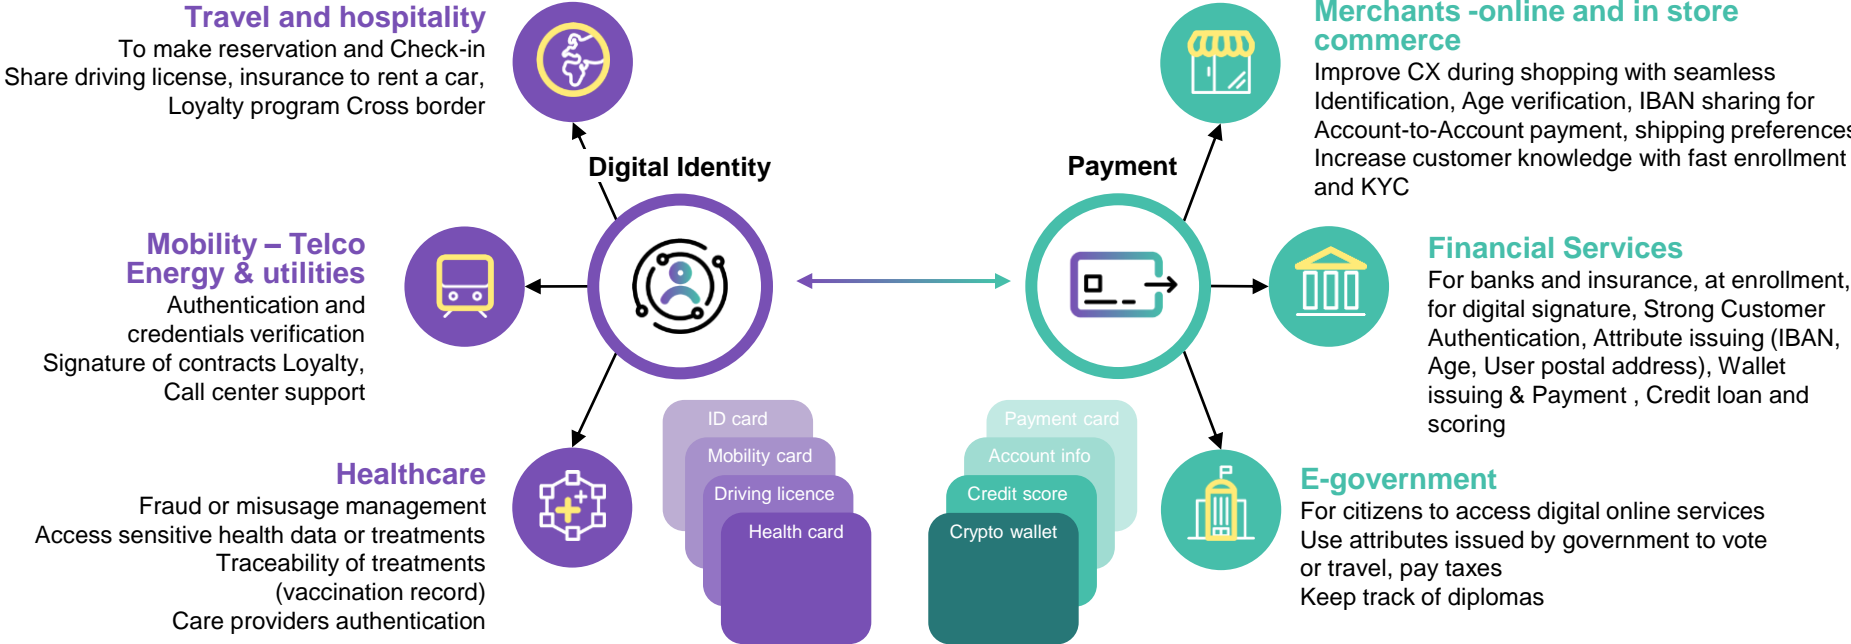 Travel and hospitality
To make reservation and Check-in
Share driving license, insurance to rent a car,
Loyalty program Cross border
Digital Identity
Mobility – Telco
Energy & utilities
Authentication and
credentials verification
Signature of contracts Loyalty,
Call center support
Healthcare
Fraud or misusage management
Access sensitive health data or treatments
Traceability of treatments
(vaccination record)
Care providers authentication
ID card
Mobility card
Driving licence
Health card
Payment
Payment card
Account info
Credit score
Crypto wallet
Merchants -online and in store
commerce
Improve CX during shopping with seamless
Identification, Age verification, IBAN sharing for
Account-to-Account payment, shipping preferences
Increase customer knowledge with fast enrollment
and KYC
Financial Services
For banks and insurance, at enrollment,
for digital signature, Strong Customer
Authentication, Attribute issuing (IBAN,
Age, User postal address), Wallet
issuing & Payment , Credit loan and
scoring
E-government
For citizens to access digital online services
Use attributes issued by government to vote
or travel, pay taxes
Keep track of diplomas